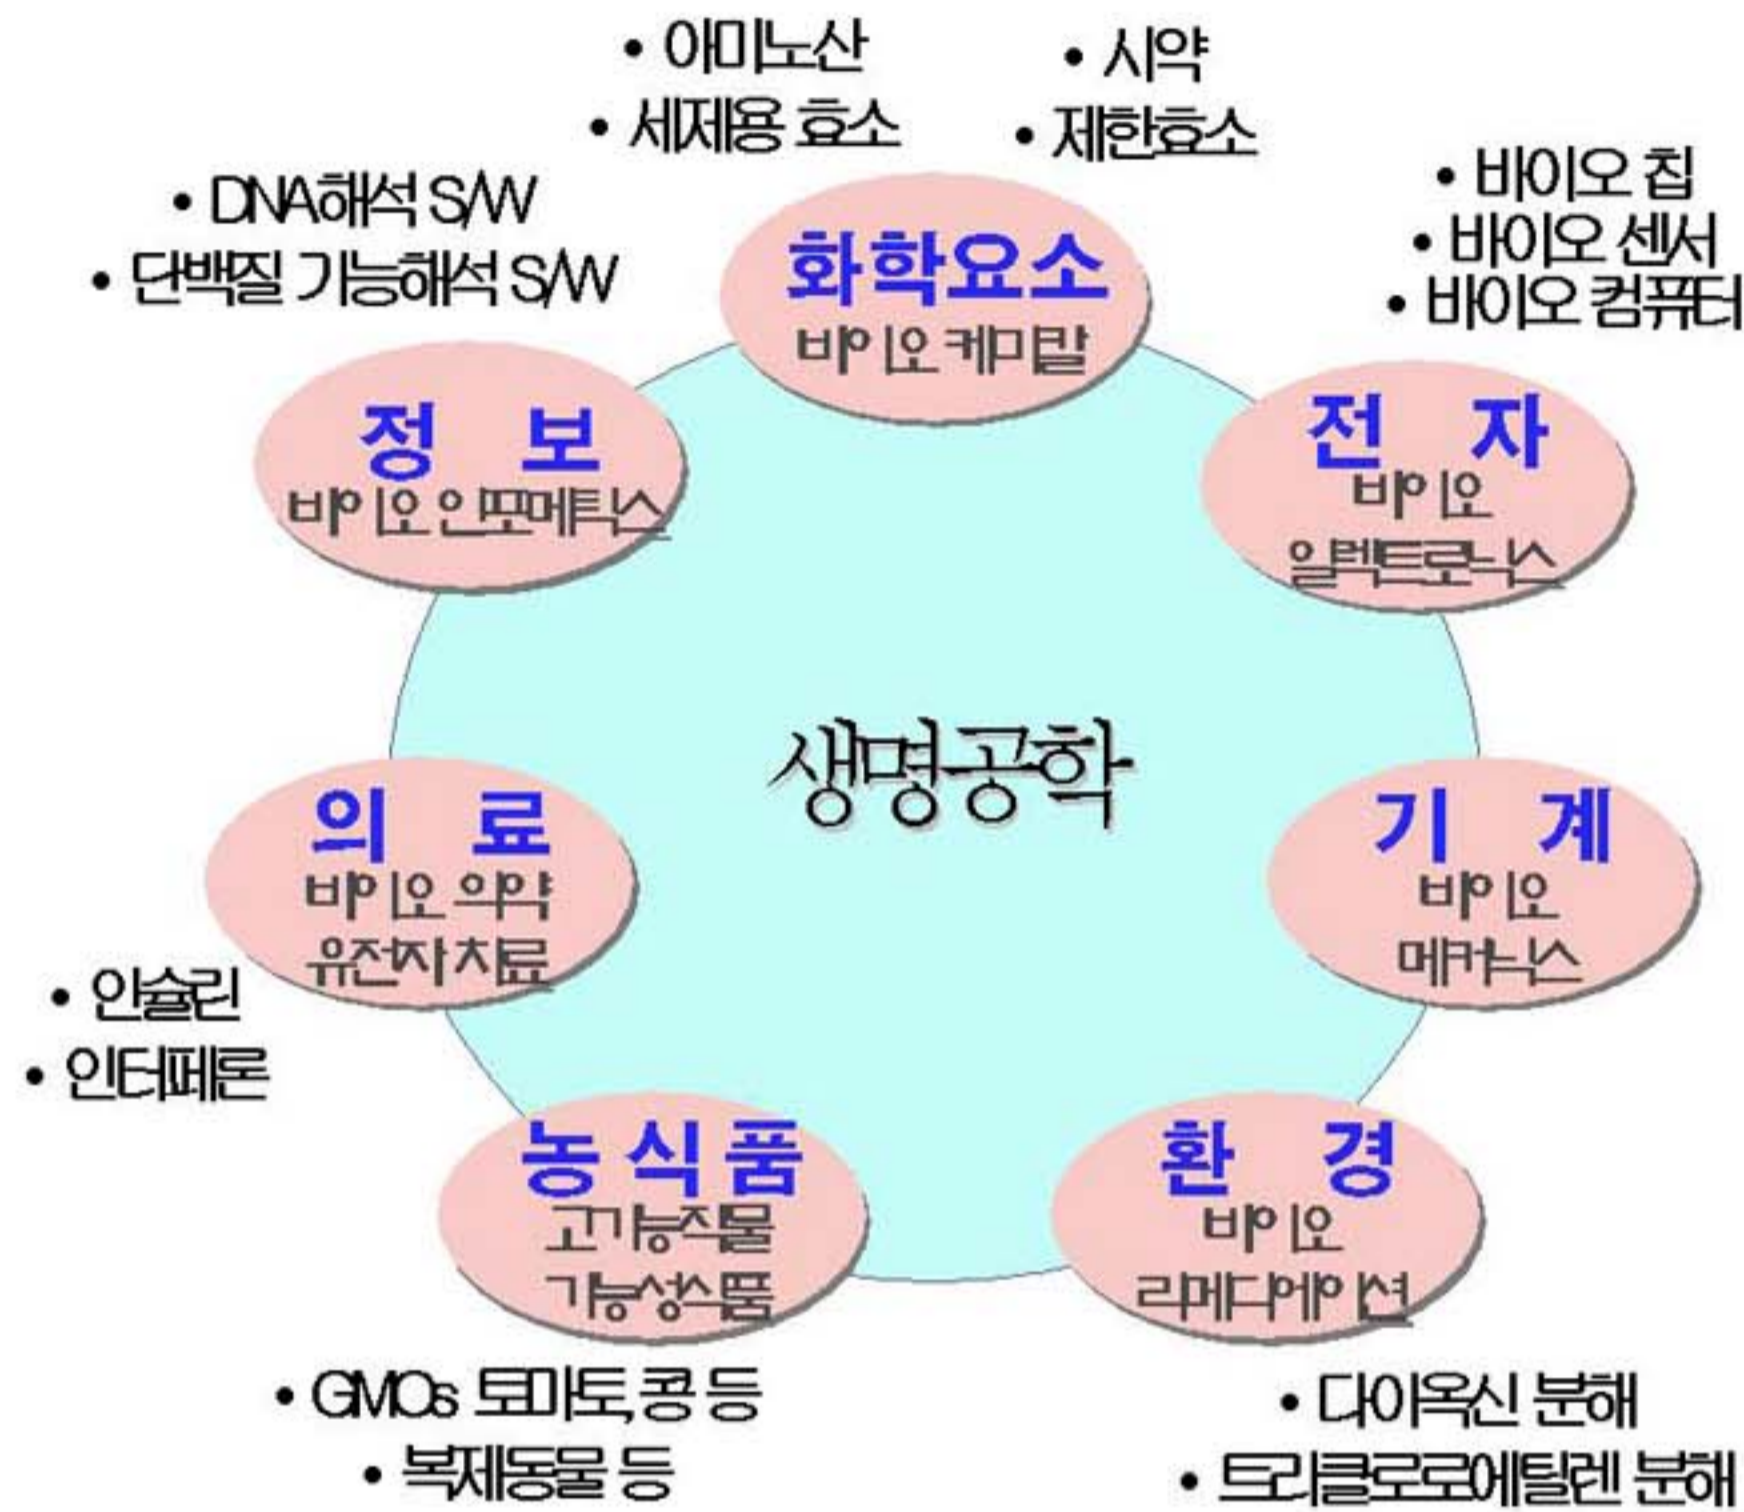 • 아미노산
• 세제용 효소
• 시약
• 제한효소
• DNA해석 S/W
• 단백질 기능해석 S/W
• 바이오 칩
• 바이오 센서
• 바이오 컴퓨터
화학요소
바이오케미칼
정 보
바이오인포메틱스
전 자
바이오
일렉트로닉스
생명공학
의 료
바이오의약
유전자치료
• 인슐린
• 인터페론
기 계
바이오
메커닉스
농식품
고기능작물
기능성식품
• GMOs 토마토,콩 등
• 복제동물 등
환 경
바이오
리메디에이션
• 다이옥신 분해
• 트리클로로에틸렌 분해